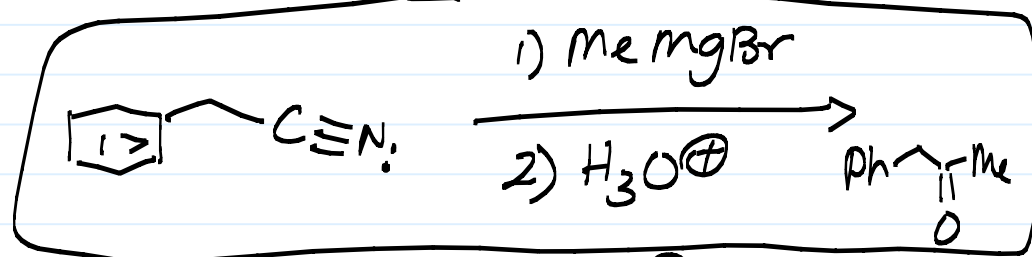 1) MeMgBr
C≡N:
2) H₃O⊕
Ph Me
O